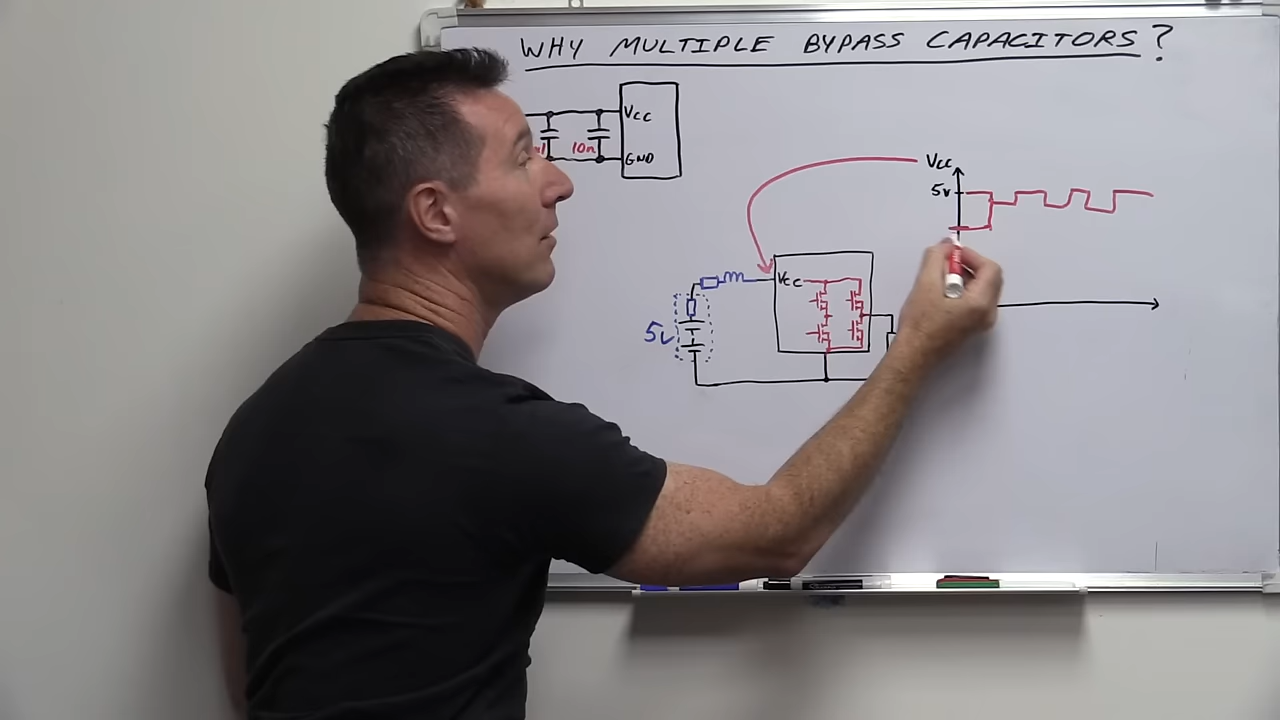 WHY MULTIPLE BYPASS CAPACITORS?
VCC
10n
GND
VCC
5V
VCC
5V